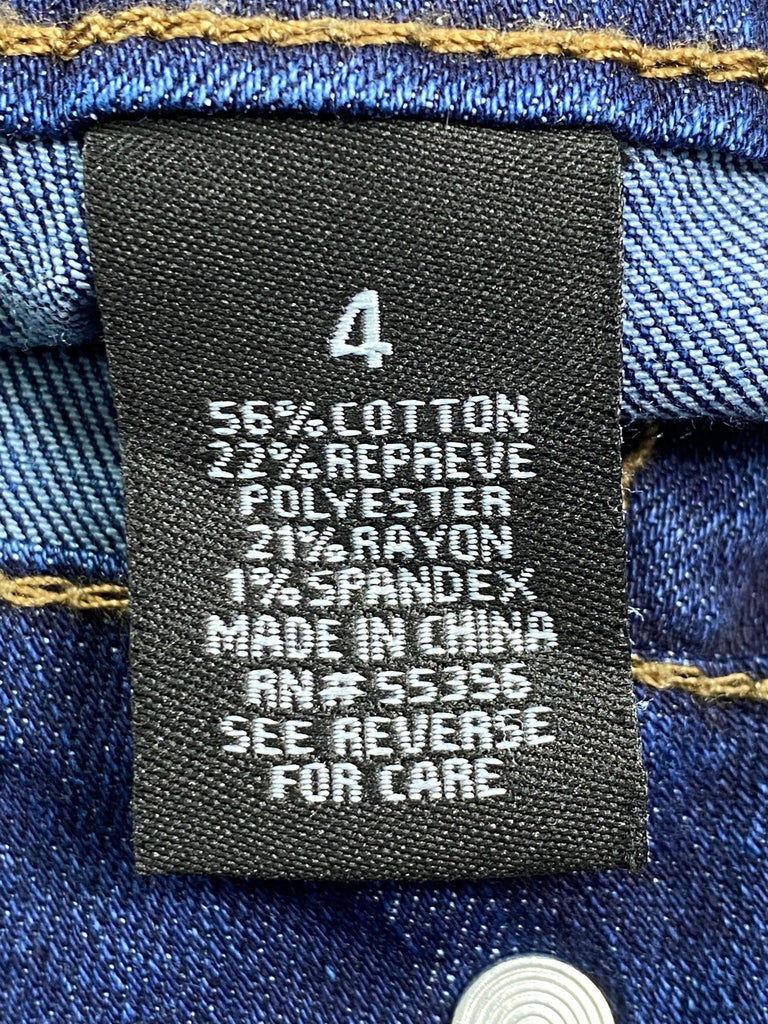 4
56% COTTON
22% REPREVE
POLYESTER
21% RAYON
1% SPANDEX
MADE IN CHINA
RN# 55356
SEE REVERSE
FOR CARE